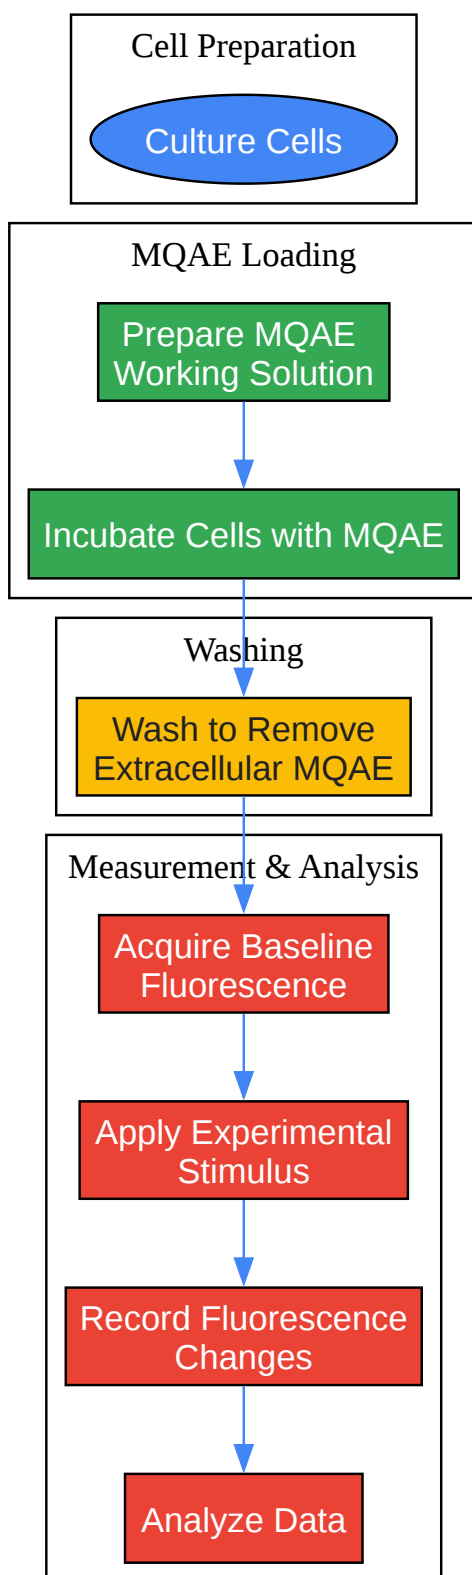 Cell Preparation
Culture Cells
MQAE Loading
Prepare MQAE
Working Solution
Incubate Cells with MQAE
Washing
Wash to Remove
Extracellular MQAE
Measurement & Analysis
Acquire Baseline
Fluorescence
Apply Experimental
Stimulus
Record Fluorescence
Changes
Analyze Data